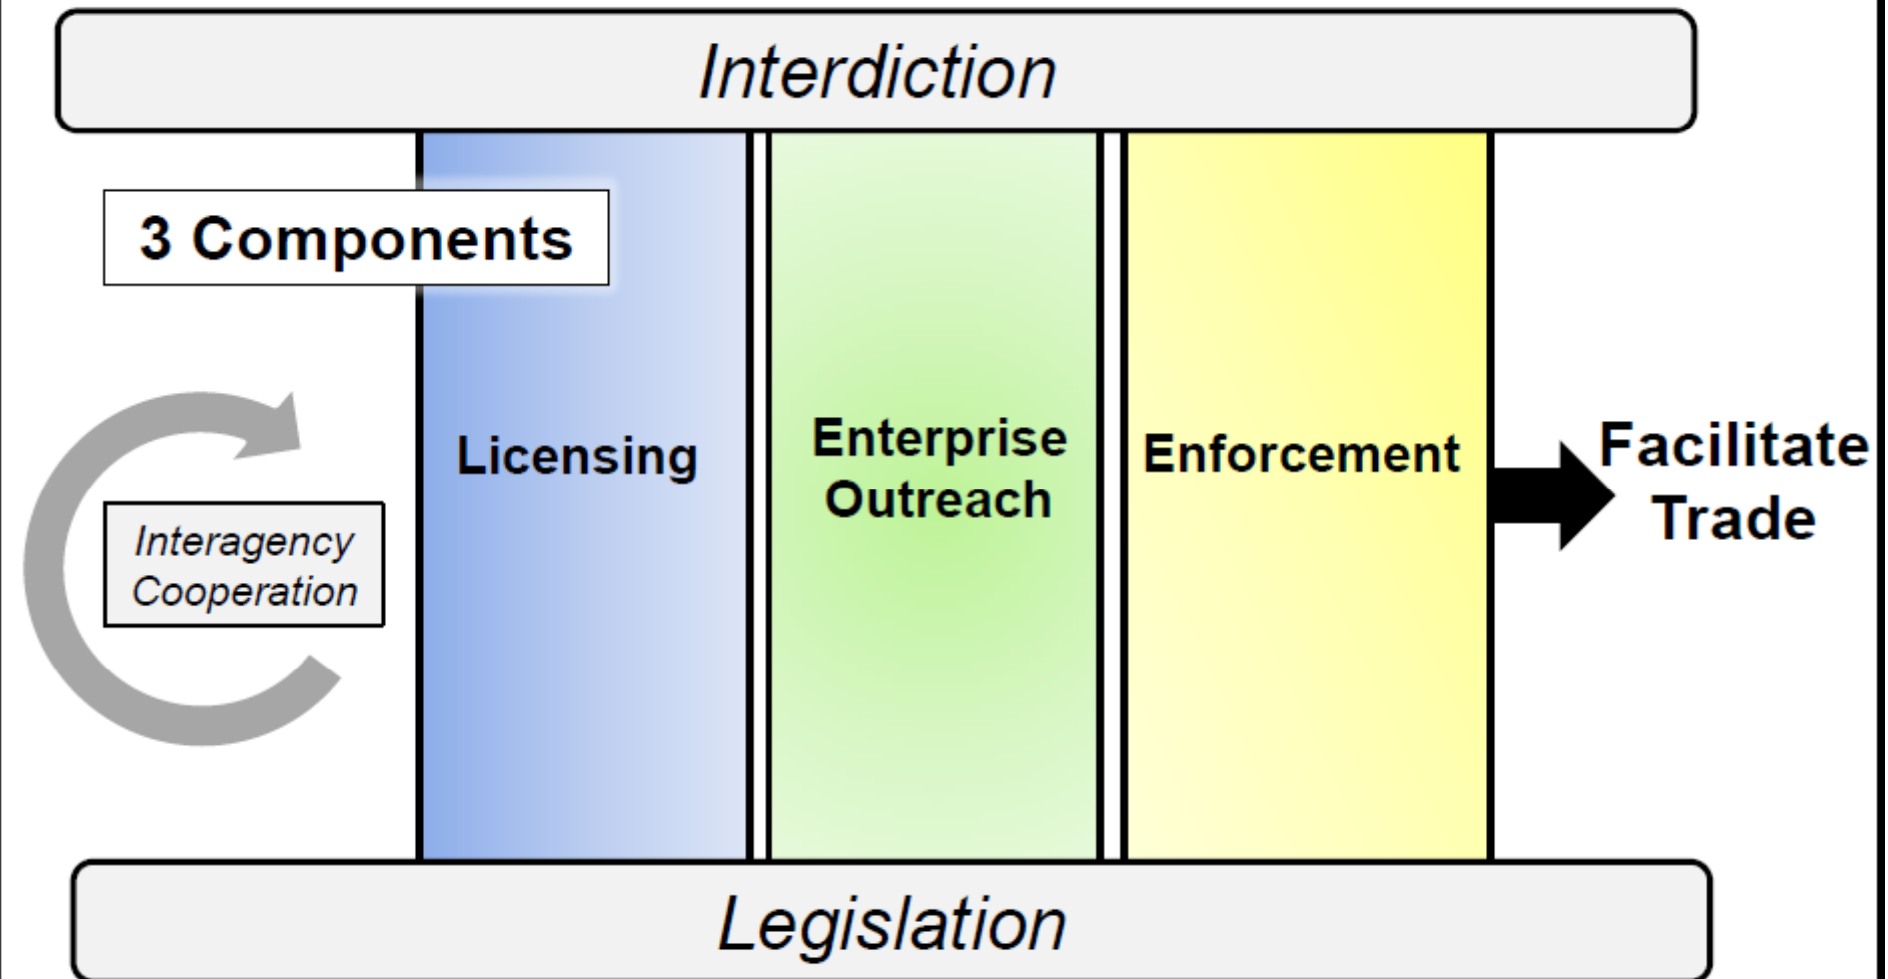 Interdiction
3 Components
Licensing
Enterprise
Outreach
Enforcement
Facilitate
Trade
Interagency
Cooperation
Legislation